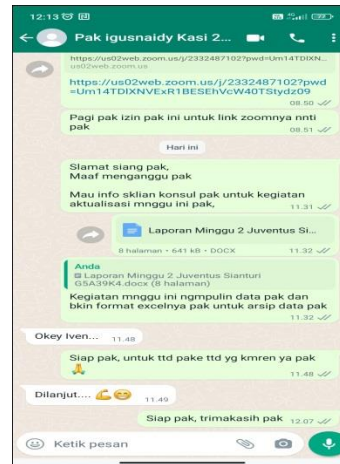 12:13
Pak igusnaidy Kasi 2...
https://us02web.zoom.us/j/2332487102?pwd=Um14TDIXN...
us02web.zoom.us
https://us02web.zoom.us/j/2332487102?pwd
=Um14TDIXNVExR1BESEhVcW40TStydz09
08.50
Pagi pak izin pak ini untuk link zoomnya nnti
pak
08.51
Hari ini
Slamat siang pak,
Maaf menganggu pak
Mau info sklian konsul pak untuk kegiatan
aktualisasi mnggu ini pak,
11.31
Laporan Minggu 2 Juventus Si...
8 halaman • 641 kB • DOCX
11.32
Anda
Laporan Minggu 2 Juventus Sianturi
G5A39K4.docx (8 halaman)
Kegiatan mnggu ini ngmpulin data pak dan
bkin format excelnya pak untuk arsip data pak
11.32
Okey Iven...
11.48
Siap pak, untuk ttd pake ttd yg kmren ya pak
🙏
11.48
Dilanjut.... 💪😁
11.49
Siap pak, trimakasih pak
12.07
Ketik pesan